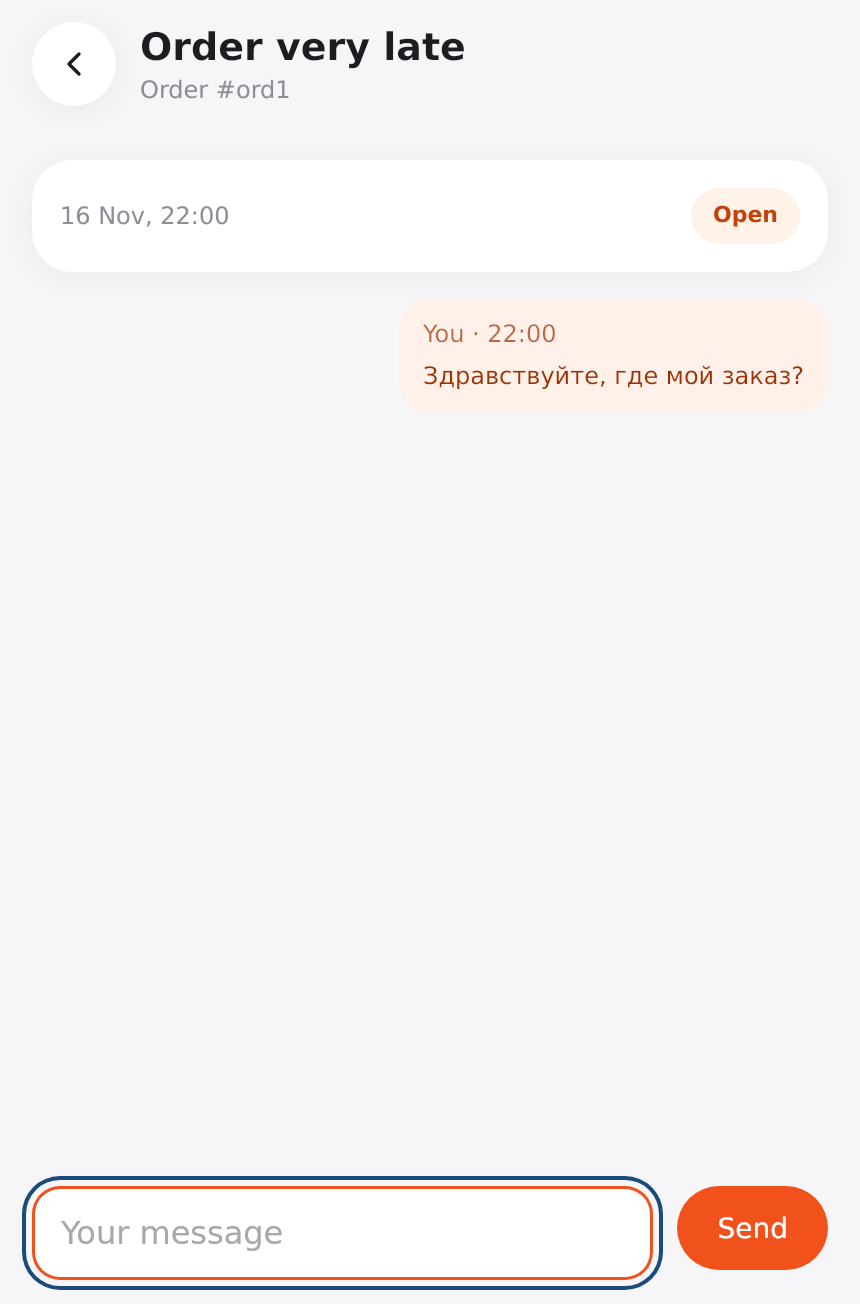 Order very late
Order #ord1
16 Nov, 22:00
Open
You · 22:00
Здравствуйте, где мой заказ?
Your message
Send